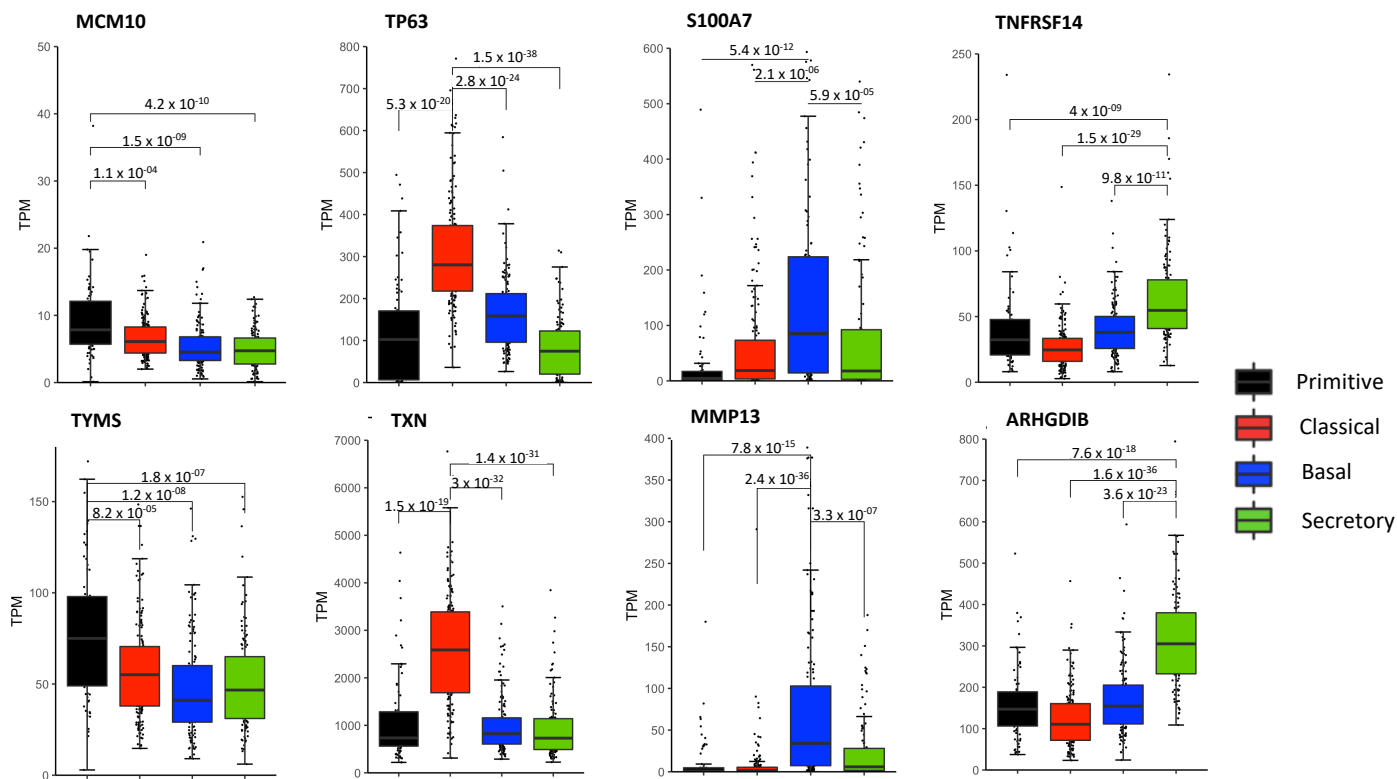 MCM10
TPM
50
40
30
20
10
0
4.2 x 10-10
1.5 x 10-09
1.1 x 10-04
TP63
TPM
800
700
600
500
400
300
200
100
0
1.5 x 10-38
2.8 x 10-24
5.3 x 10-20
S100A7
TPM
600
500
400
300
200
100
0
5.4 x 10-12
2.1 x 10-06
5.9 x 10-05
TNFRSF14
TPM
250
200
150
100
50
0
4 x 10-09
1.5 x 10-29
9.8 x 10-11
TYMS
TPM
150
100
50
0
1.8 x 10-07
1.2 x 10-08
8.2 x 10-05
TXN
TPM
7000
6000
5000
4000
3000
2000
1000
0
1.4 x 10-31
3 x 10-32
1.5 x 10-19
MMP13
TPM
400
350
300
250
200
150
100
50
0
7.8 x 10-15
2.4 x 10-36
3.3 x 10-07
ARHGDIB
TPM
800
700
600
500
400
300
200
100
0
7.6 x 10-18
1.6 x 10-36
3.6 x 10-23
Primitive
Classical
Basal
Secretory